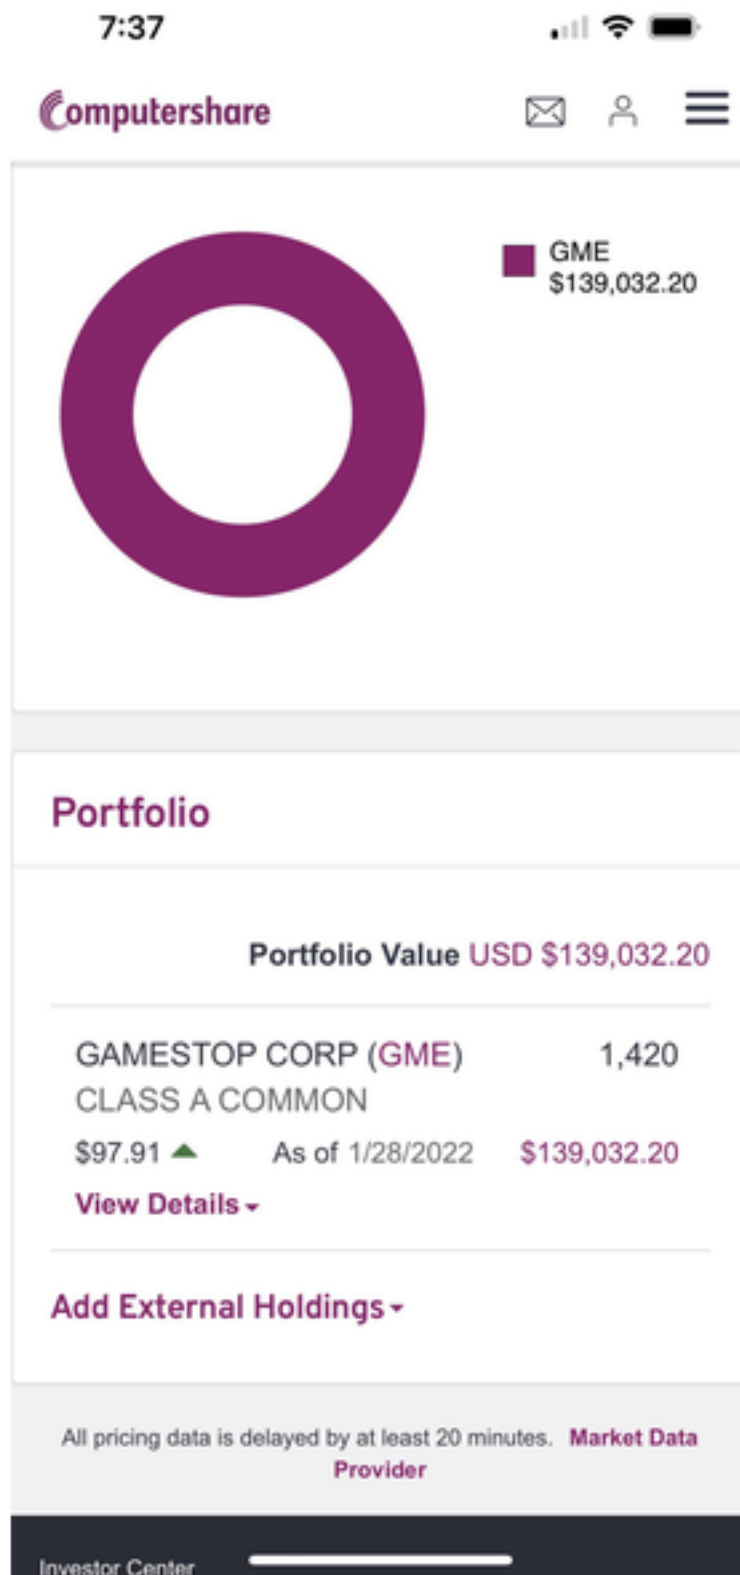 7:37
Computershare
GME
$139,032.20
Portfolio
Portfolio Value USD $139,032.20
GAMESTOP CORP (GME) 1,420
CLASS A COMMON
$97.91 As of 1/28/2022 $139,032.20
View Details
Add External Holdings
All pricing data is delayed by at least 20 minutes. Market Data
Provider
Investor Center